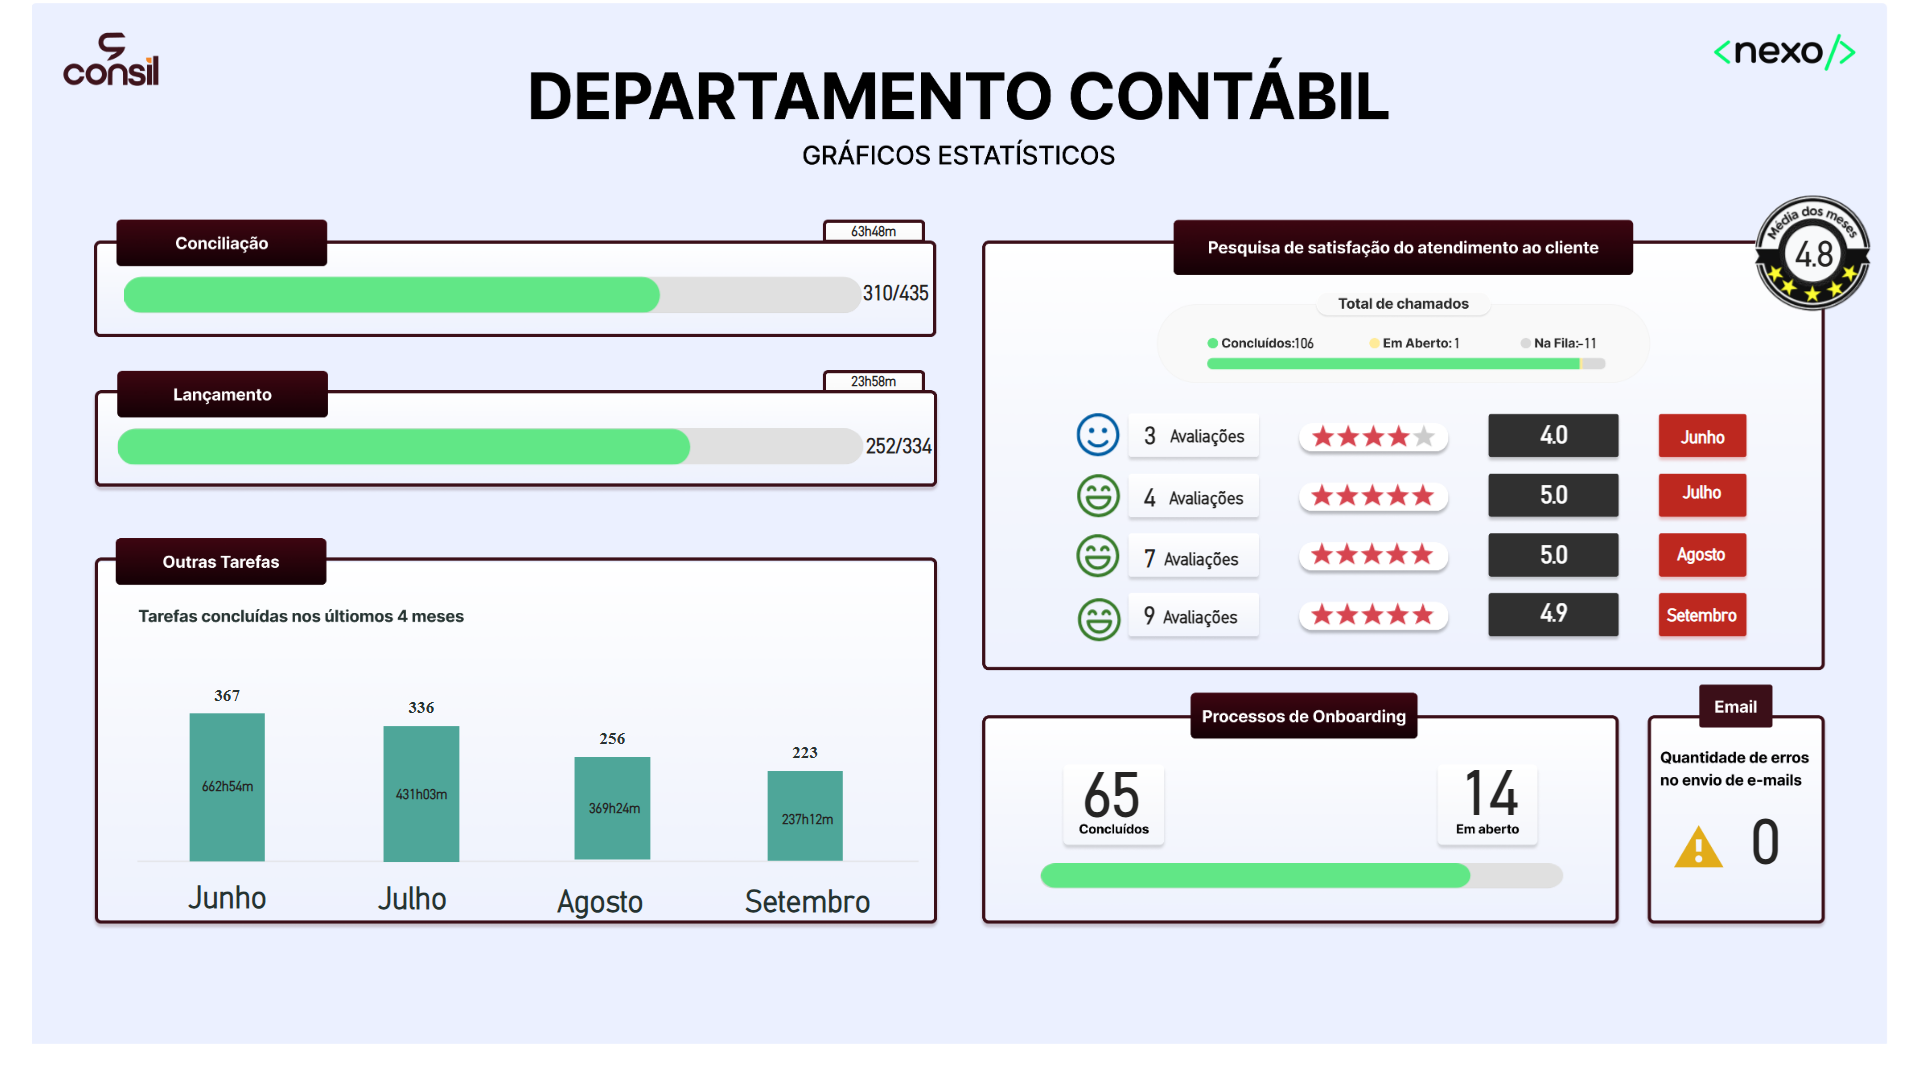 consil
<nexo/>
DEPARTAMENTO CONTÁBIL
GRÁFICOS ESTATÍSTICOS
Conciliação
63h48m
310/435
Lançamento
23h58m
252/334
Outras Tarefas
Tarefas concluídas nos últiomos 4 meses
367
336
256
223
662h54m
431h03m
369h24m
237h12m
Junho
Julho
Agosto
Setembro
Pesquisa de satisfação do atendimento ao cliente
Média dos meses
4.8
Total de chamados
Concluídos:106
Em Aberto: 1
Na Fila:-11
3 Avaliações
4.0
Junho
4 Avaliações
5.0
Julho
7 Avaliações
5.0
Agosto
9 Avaliações
4.9
Setembro
Processos de Onboarding
65
Concluídos
14
Em aberto
Email
Quantidade de erros
no envio de e-mails
0